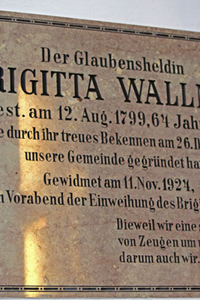 Der Glaubensheldin
RIGITTA WALL
est. am 12. Aug. 1799, 64 Jah
e durch ihr treues Bekennen am 26. D
unsere Gemeinde gegründet ha
Gewidmet am 11. Nov. 1924,
n Vorabend der Einweihung des Brig
Dieweil wir eine s
von Zeugen um u
darum auch wir.